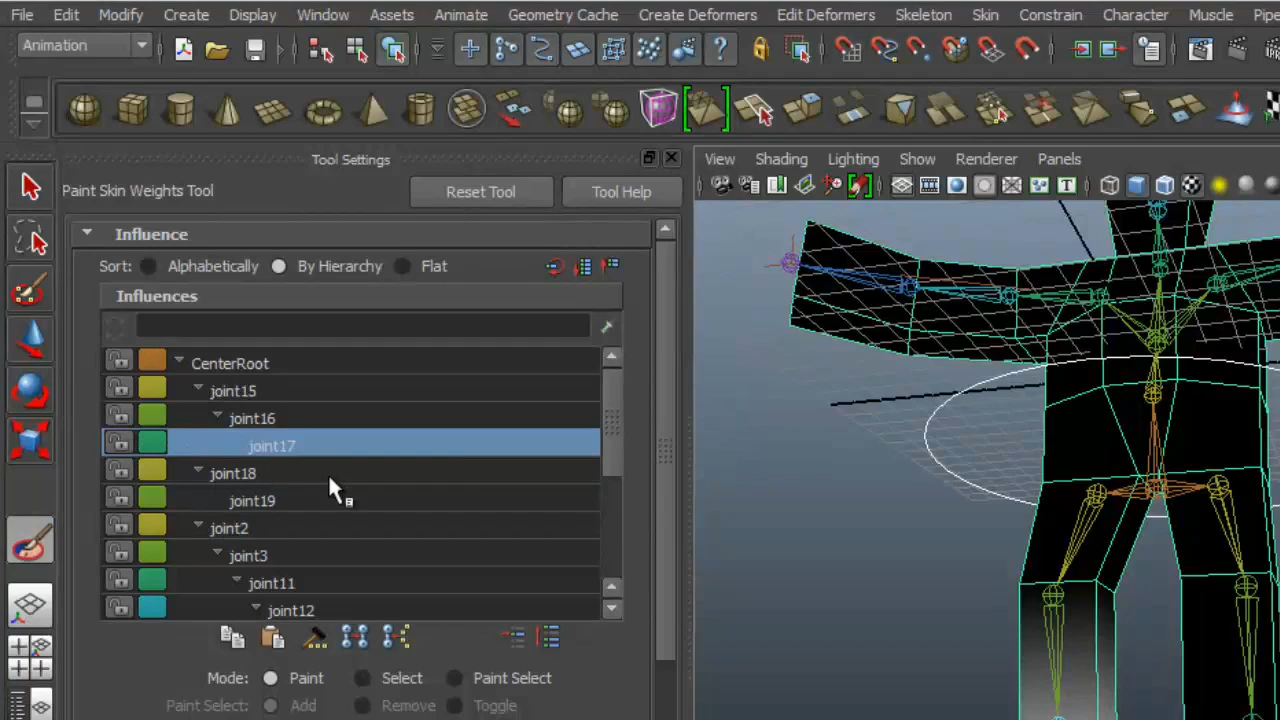 File Edit Modify Create Display Window Assets Animate Geometry Cache Create Deformers Edit Deformers Skeleton Skin Constrain Character Muscle
Animation
Tool Settings
Paint Skin Weights Tool Reset Tool Tool Help
View Shading Lighting Show Renderer Panels
Influence
Sort: Alphabetically By Hierarchy Flat
Influences
CenterRoot
joint15
joint16
joint17
joint18
joint19
joint2
joint3
joint11
joint12
Mode: Paint Select Paint Select
Paint Select: Add Remove Toggle